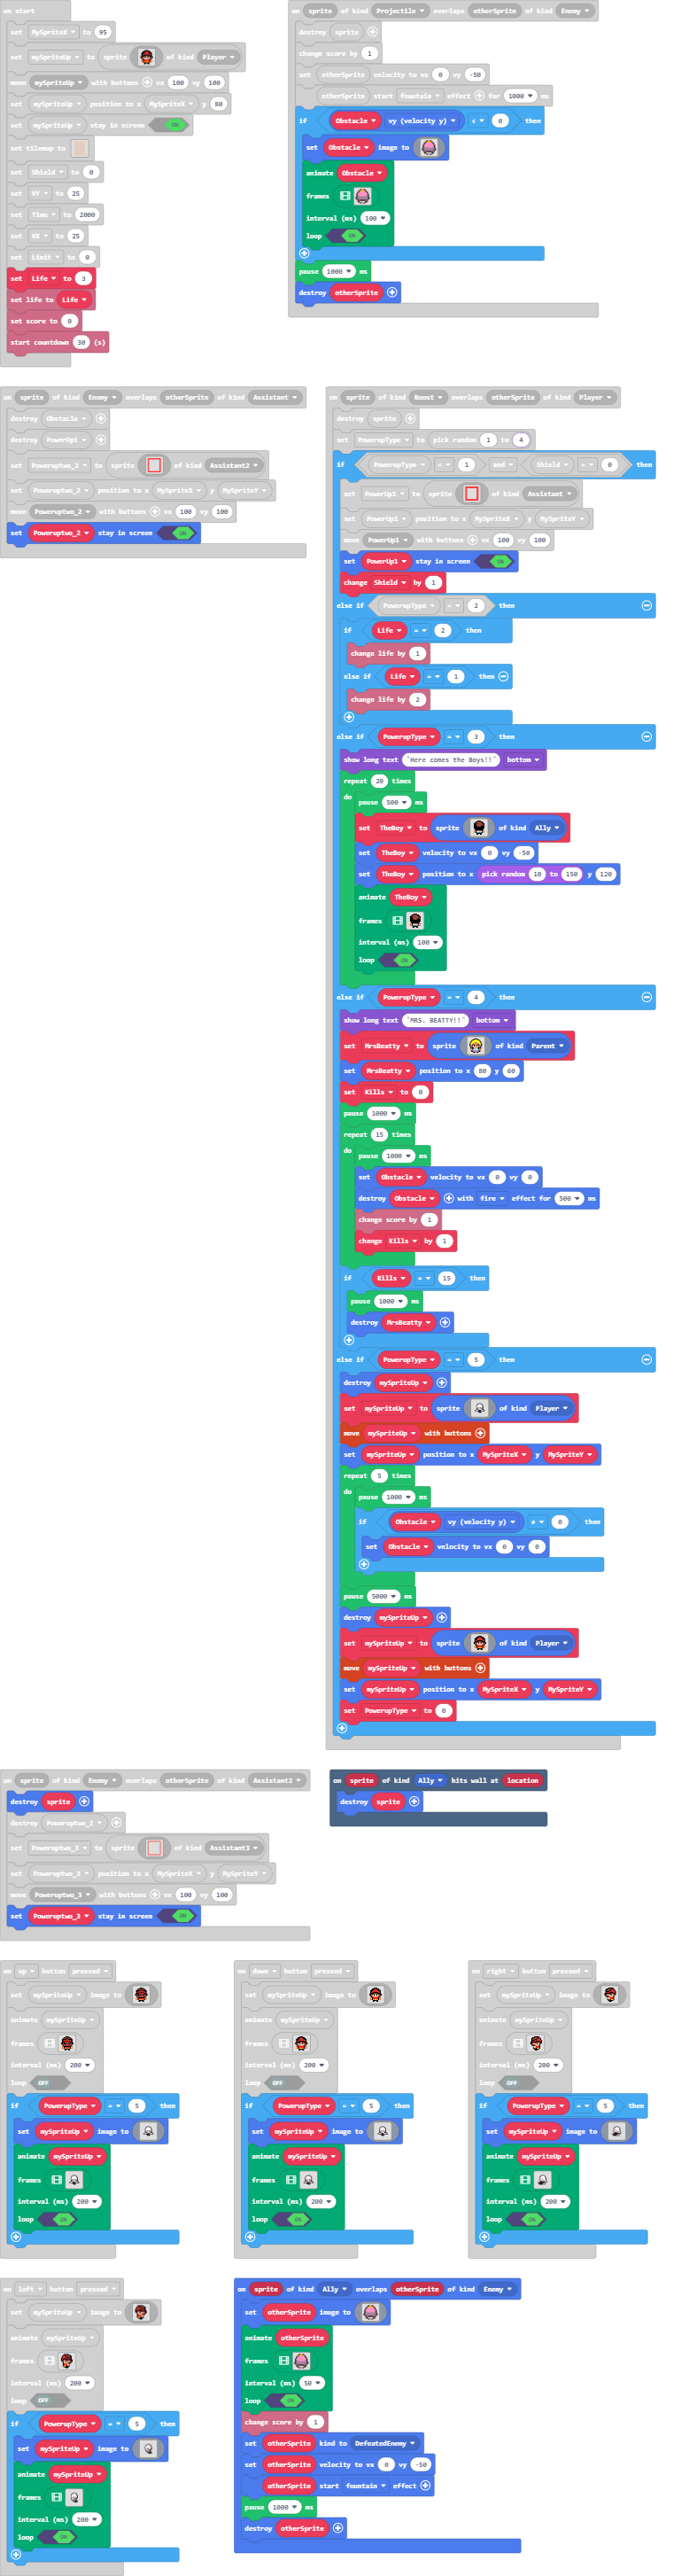 on start
set MySpriteX to 95
set mySpriteUp to sprite of kind Player
move mySpriteUp with buttons vx 100 vy 100
set mySpriteUp position to x MySpriteX y 80
set mySpriteUp stay in screen ON
set tilemap to
set Shield to 0
set VY to 25
set Time to 2000
set VX to 25
set Limit to 0
set Life to 3
set life to Life
set score to 0
start countdown 30 (s)
on sprite of kind Projectile overlaps otherSprite of kind Enemy
destroy sprite
change score by 1
set otherSprite velocity to vx 0 vy -50
otherSprite start fountain effect for 1000 ms
if Obstacle vy (velocity y) < 0 then
set Obstacle image to
animate Obstacle
frames
interval (ms) 100
loop ON
pause 1000 ms
destroy otherSprite
on sprite of kind Enemy overlaps otherSprite of kind Assistant
destroy Obstacle
destroy PowerUp1
set Poweruptwo_2 to sprite of kind Assistant2
set Poweruptwo_2 position to x MySpriteX y MySpriteY
move Poweruptwo_2 with buttons vx 100 vy 100
set Poweruptwo_2 stay in screen ON
on sprite of kind Boost overlaps otherSprite of kind Player
destroy sprite
set PowerupType to pick random 1 to 4
if PowerupType = 1 and Shield = 0 then
set PowerUp1 to sprite of kind Assistant
set PowerUp1 position to x MySpriteX y MySpriteY
move PowerUp1 with buttons vx 100 vy 100
set PowerUp1 stay in screen ON
change Shield by 1
else if PowerupType = 2 then
if Life = 2 then
change life by 1
else if Life = 1 then
change life by 2
else if PowerupType = 3 then
show long text "Here comes the Boys!!" bottom
repeat 20 times
do pause 500 ms
set TheBoy to sprite of kind Ally
set TheBoy velocity to vx 0 vy -50
set TheBoy position to x pick random 10 to 150 y 120
animate TheBoy
frames
interval (ms) 100
loop ON
else if PowerupType = 4 then
show long text "MRS. BEATTY!!" bottom
set MrsBeatty to sprite of kind Parent
set MrsBeatty position to x 80 y 60
set Kills to 0
pause 1000 ms
repeat 15 times
do pause 1000 ms
set Obstacle velocity to vx 0 vy 0
destroy Obstacle with fire effect for 500 ms
change score by 1
change Kills by 1
if Kills = 15 then
pause 1000 ms
destroy MrsBeatty
else if PowerupType = 5 then
destroy mySpriteUp
set mySpriteUp to sprite of kind Player
move mySpriteUp with buttons
set mySpriteUp position to x MySpriteX y MySpriteY
repeat 5 times
do pause 1000 ms
if Obstacle vy (velocity y) ≠ 0 then
set Obstacle velocity to vx 0 vy 0
pause 5000 ms
destroy mySpriteUp
set mySpriteUp to sprite of kind Player
move mySpriteUp with buttons
set mySpriteUp position to x MySpriteX y MySpriteY
set PowerupType to 0
on sprite of kind Enemy overlaps otherSprite of kind Assistant2
destroy sprite
destroy Poweruptwo_2
set Poweruptwo_3 to sprite of kind Assistant3
set Poweruptwo_3 position to x MySpriteX y MySpriteY
move Poweruptwo_3 with buttons vx 100 vy 100
set Poweruptwo_3 stay in screen ON
on sprite of kind Ally hits wall at location
destroy sprite
on up button pressed
set mySpriteUp image to
animate mySpriteUp
frames
interval (ms) 200
loop OFF
if PowerupType = 5 then
set mySpriteUp image to
animate mySpriteUp
frames
interval (ms) 200
loop ON
on down button pressed
set mySpriteUp image to
animate mySpriteUp
frames
interval (ms) 200
loop OFF
if PowerupType = 5 then
set mySpriteUp image to
animate mySpriteUp
frames
interval (ms) 200
loop ON
on right button pressed
set mySpriteUp image to
animate mySpriteUp
frames
interval (ms) 200
loop OFF
if PowerupType = 5 then
set mySpriteUp image to
animate mySpriteUp
frames
interval (ms) 200
loop ON
on left button pressed
set mySpriteUp image to
animate mySpriteUp
frames
interval (ms) 200
loop OFF
if PowerupType = 5 then
set mySpriteUp image to
animate mySpriteUp
frames
interval (ms) 200
loop ON
on sprite of kind Ally overlaps otherSprite of kind Enemy
set otherSprite image to
animate otherSprite
frames
interval (ms) 50
loop ON
change score by 1
set otherSprite kind to DefeatedEnemy
set otherSprite velocity to vx 0 vy -50
otherSprite start fountain effect
pause 1000 ms
destroy otherSprite